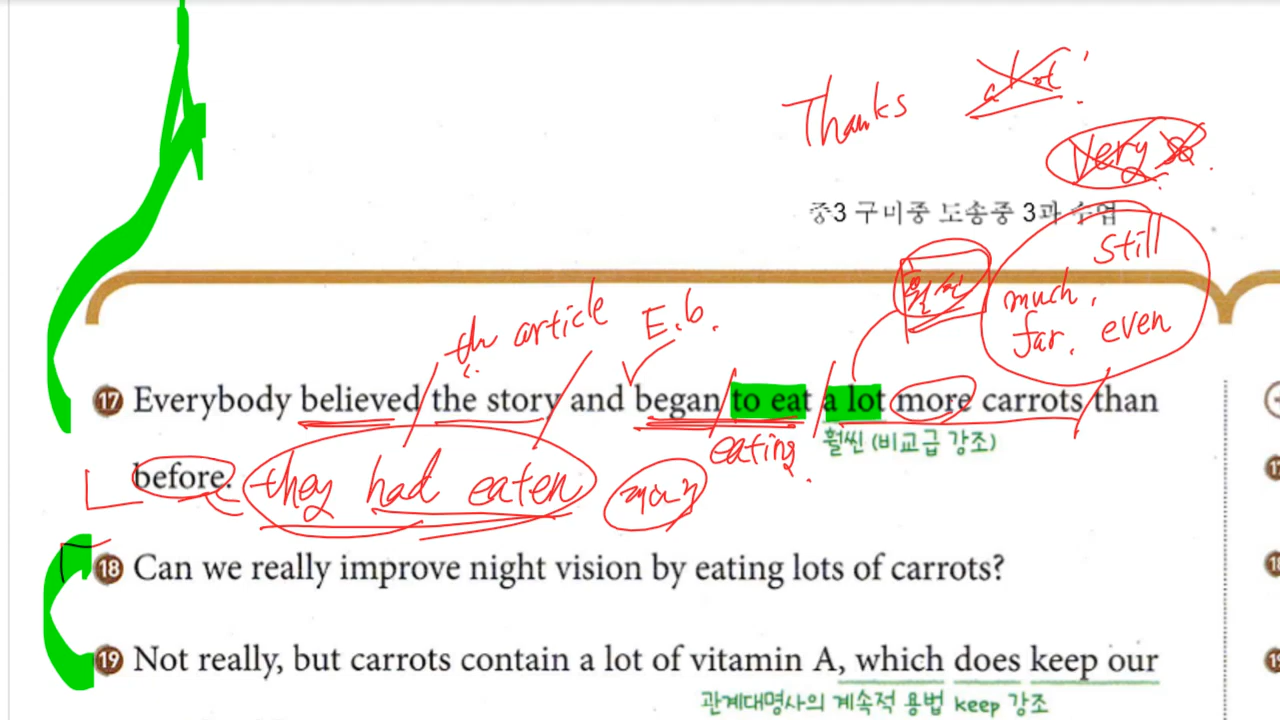 Thanks a lot!
Very so.
중3 구미중 도송중 3과 수업
훨씬
still
much,
far, even
the article E.b.
17 Everybody believed the story and began to eat a lot more carrots than
eating. 훨씬 (비교급 강조)
before. they had eaten
18 Can we really improve night vision by eating lots of carrots?
19 Not really, but carrots contain a lot of vitamin A, which does keep our
관계대명사의 계속적 용법 keep 강조